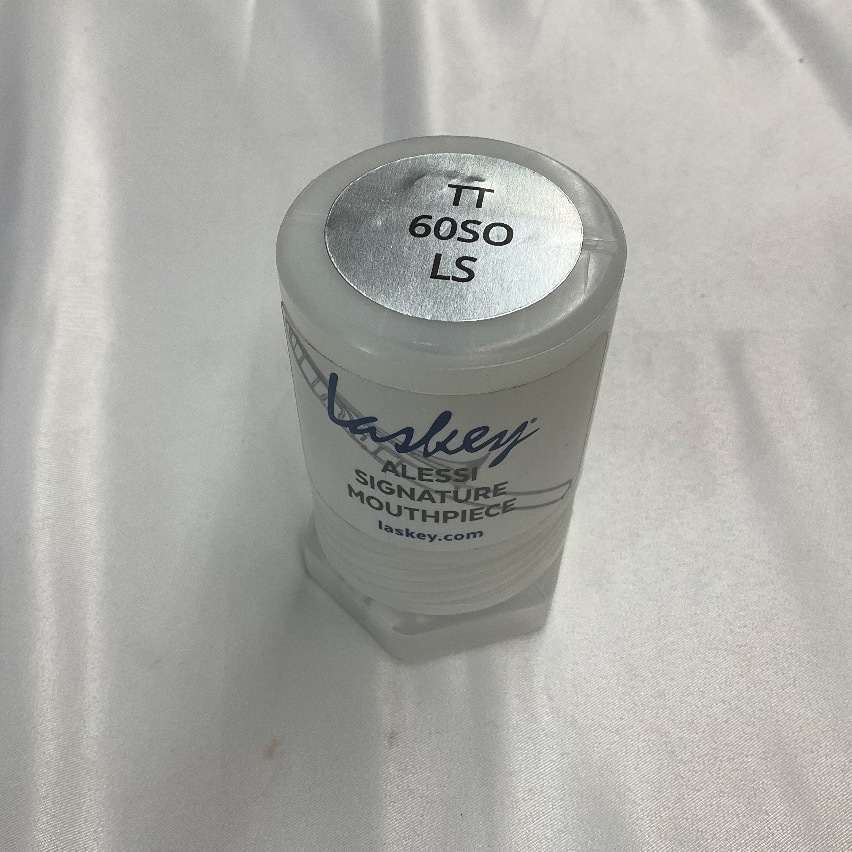 TT
60SO
LS
Laskey
ALESSI
SIGNATURE
MOUTHPIECE
laskey.com